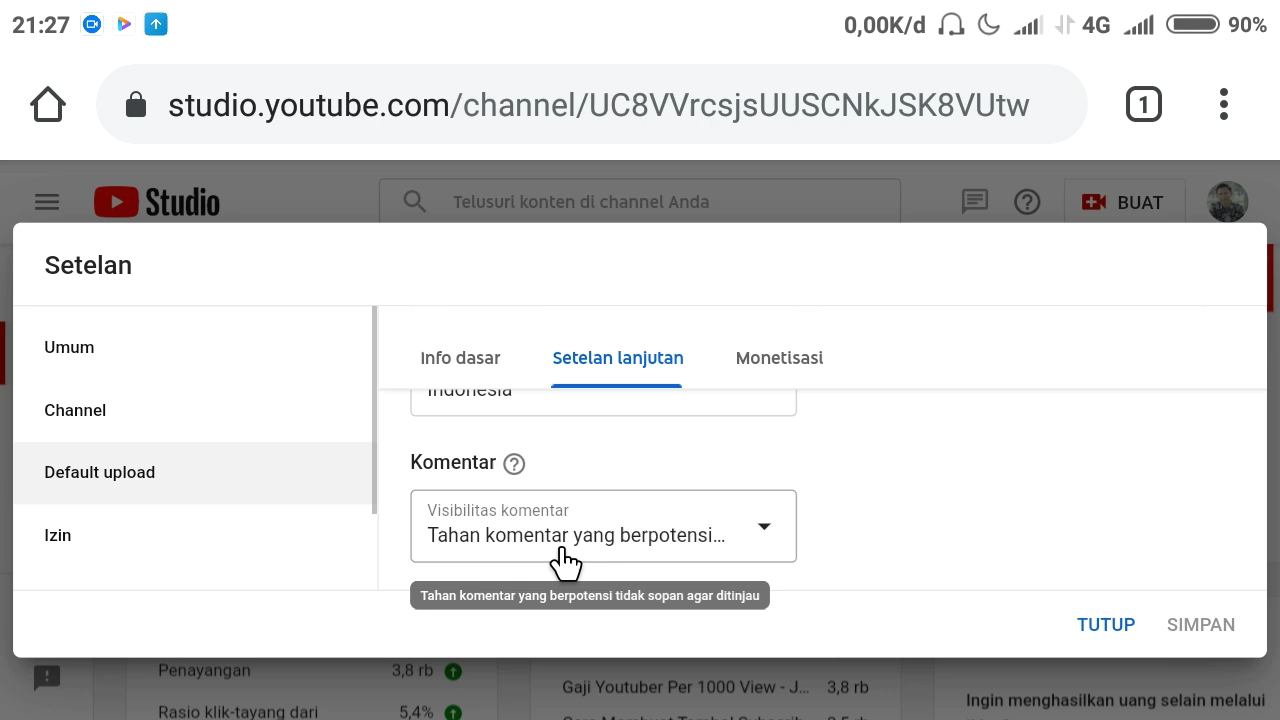 21:27
0,00K/d
4G
90%
studio.youtube.com/channel/UC8VVrcsjsUUSCNkJSK8VUtw
1
Studio
Telusuri konten di channel Anda
BUAT
Setelan
Umum
Channel
Default upload
Izin
Info dasar
Setelan lanjutan
Monetisasi
Indonesia
Komentar
Visibilitas komentar
Tahan komentar yang berpotensi...
Tahan komentar yang berpotensi tidak sopan agar ditinjau
TUTUP
SIMPAN
Penayangan 3,8 rb
Rasio klik-tayang dari 5,4%
Gaji Youtuber Per 1000 View - J... 3,8 rb
Ingin menghasilkan uang selain melalui